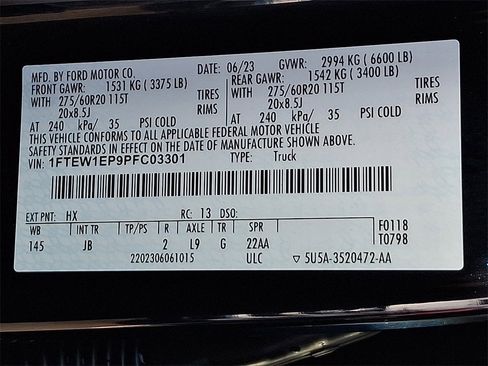 MFD. BY FORD MOTOR CO. DATE: 06/23 GVWR: 2994 KG ( 6600 LB)
FRONT GAWR: 1531 KG ( 3375 LB) REAR GAWR: 1542 KG ( 3400 LB)
WITH 275/60R20 115T TIRES WITH 275/60R20 115T TIRES
20x8.5J RIMS 20x8.5J RIMS
AT 240 kPa/ 35 PSI COLD AT 240 kPa/ 35 PSI COLD
THIS VEHICLE CONFORMS TO ALL APPLICABLE FEDERAL MOTOR VEHICLE
SAFETY STANDARDS IN EFFECT ON THE DATE OF MANUFACTURE SHOWN ABOVE.
VIN: 1FTEW1EP9PFC03301 TYPE: Truck
EXT PNT: HX RC: 13 DSO: F0118
WB INT TR TP/PS R AXLE TR SPR T0798
145 JB 2 L9 G 22AA
2202306061015 ULC ▽ 5U5A-3520472-AA